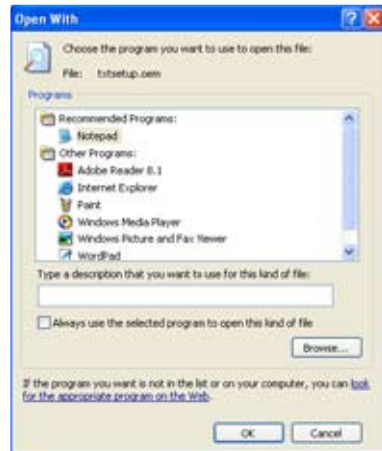 Open With
Choose the program you want to use to open this file:
File: txtsetup.oem
Programs
Recommended Programs:
Notepad
Other Programs:
Adobe Reader 8.1
Internet Explorer
Paint
Windows Media Player
Windows Picture and Fax Viewer
WordPad
Type a description that you want to use for this kind of file:
Always use the selected program to open this kind of file
Browse...
If the program you want is not in the list or on your computer, you can look
for the appropriate program on the Web.
OK Cancel